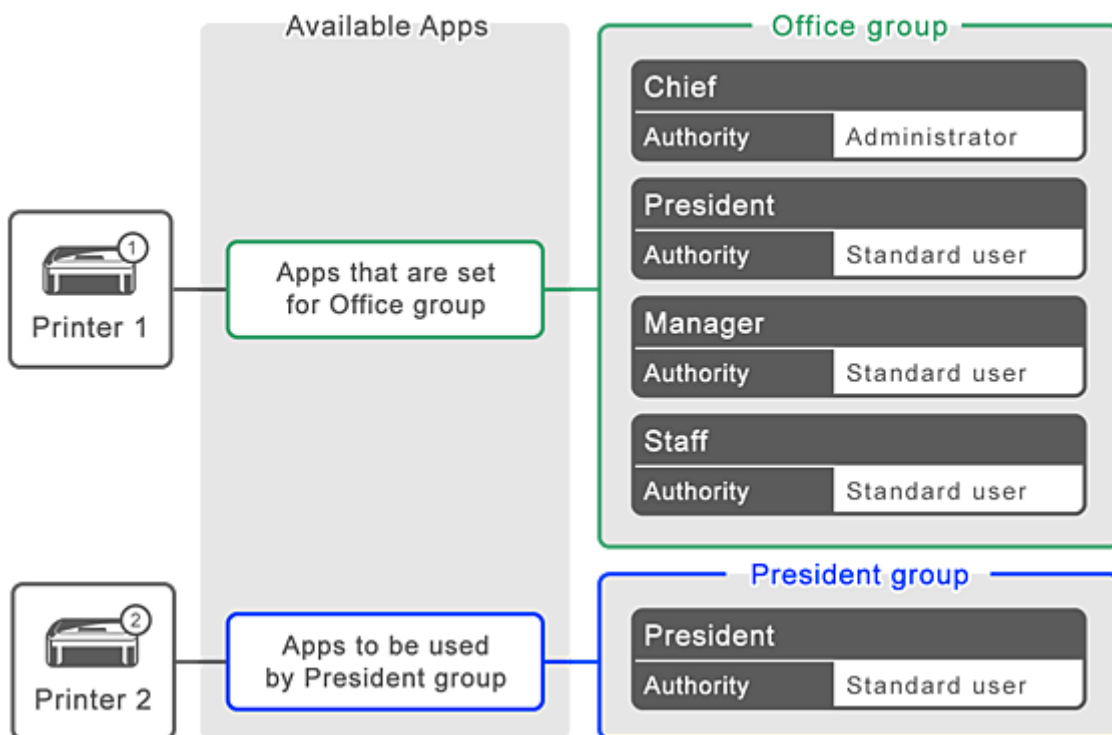 Available Apps
Office group
Chief
Authority Administrator
President
Authority Standard user
1
Printer 1
Apps that are set
for Office group
Manager
Authority Standard user
Staff
Authority Standard user
President group
2
Printer 2
Apps to be used
by President group
President
Authority Standard user